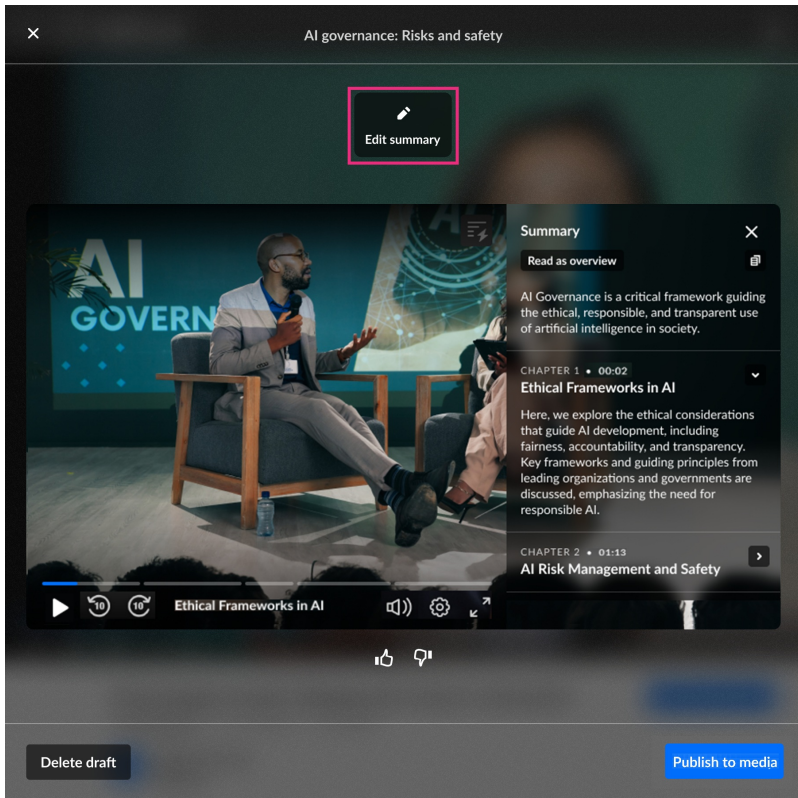 AI governance: Risks and safety
Edit summary
AI
GOVERN
AI
Summary
Read as overview
AI Governance is a critical framework guiding
the ethical, responsible, and transparent use
of artificial intelligence in society.
CHAPTER 1 • 00:02
Ethical Frameworks in AI
Here, we explore the ethical considerations
that guide AI development, including
fairness, accountability, and transparency.
Key frameworks and guiding principles from
leading organizations and governments are
discussed, emphasizing the need for
responsible AI.
CHAPTER 2 • 01:13
AI Risk Management and Safety
10
10
Ethical Frameworks in AI
Delete draft
Publish to media